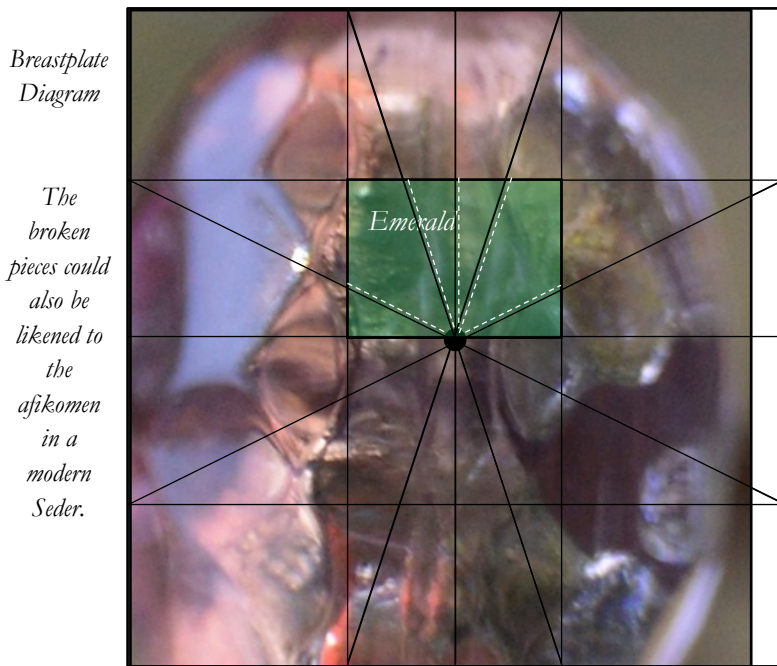 Breastplate
Diagram
The
broken
pieces could
also be
likened to
the
afikomen
in a
modern
Seder.
Emerald